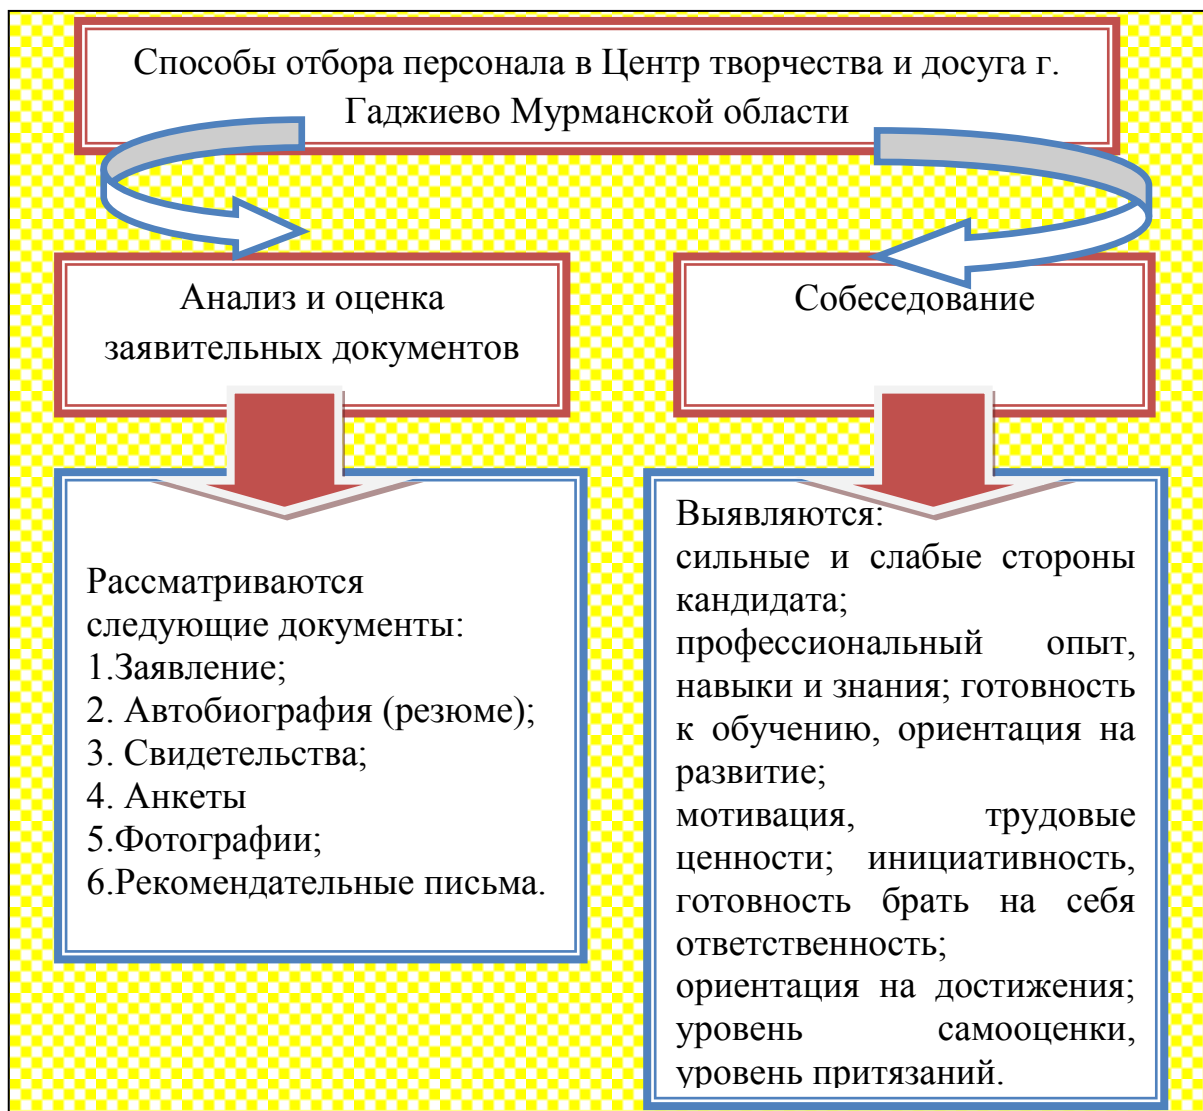 Способы отбора персонала в Центр творчества и досуга г.
Гаджиево Мурманской области
Анализ и оценка
заявительных документов
Собеседование
Рассматриваются
следующие документы:
1.Заявление;
2. Автобиография (резюме);
3. Свидетельства;
4. Анкеты
5.Фотографии;
6.Рекомендательные письма.
Выявляются:
сильные и слабые стороны
кандидата;
профессиональный опыт,
навыки и знания; готовность
к обучению, ориентация на
развитие;
мотивация, трудовые
ценности; инициативность,
готовность брать на себя
ответственность;
ориентация на достижения;
уровень самооценки,
уровень притязаний.